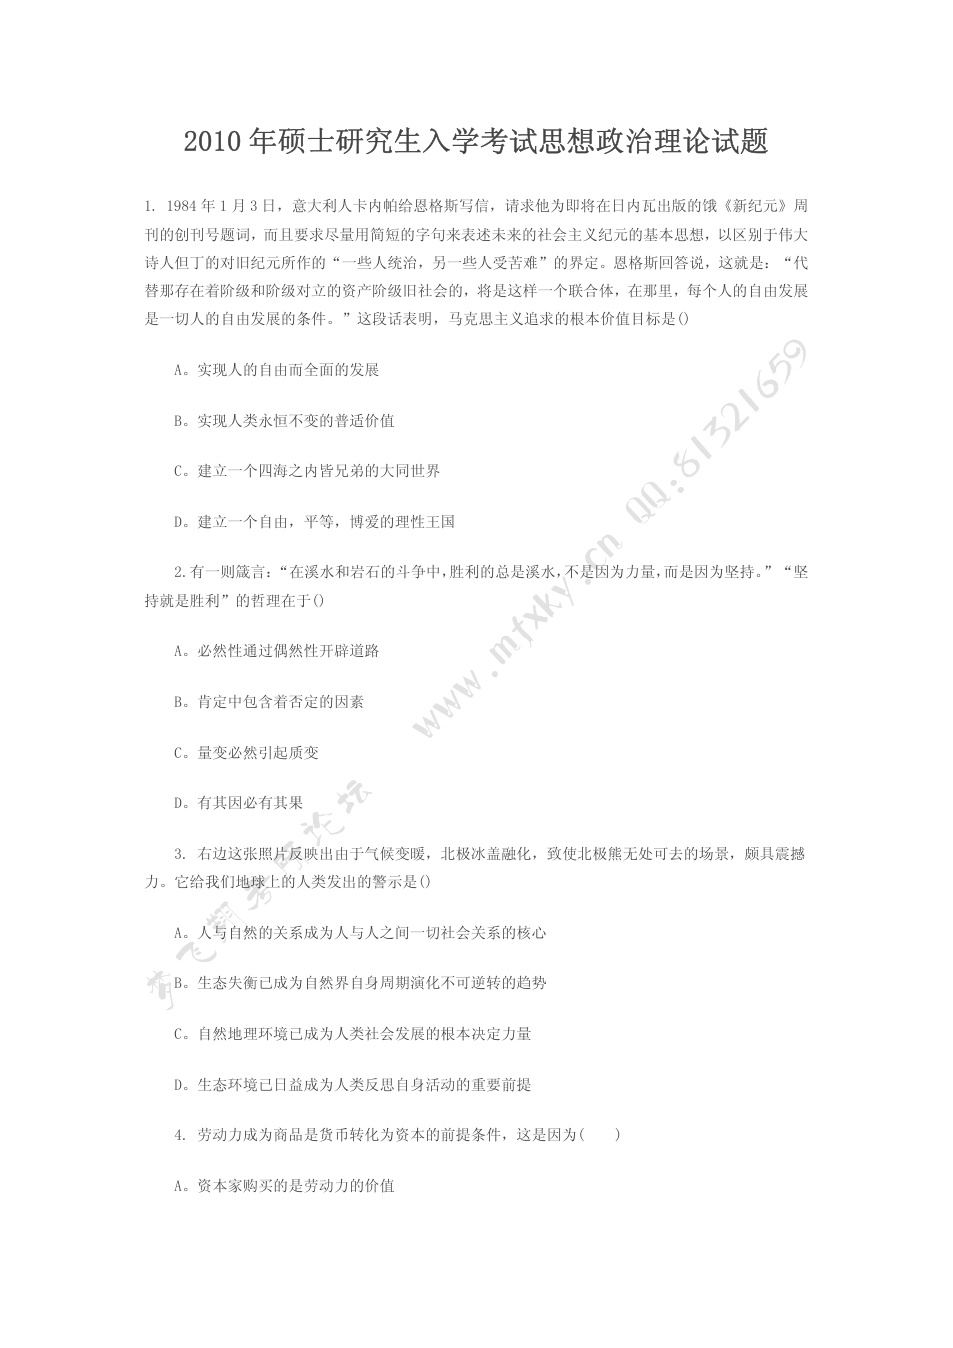 2010 年硕士研究生入学考试思想政治理论试题
1. 1984 年 1 月 3 日，意大利人卡内帕给恩格斯写信，请求他为即将在日内瓦出版的饿《新纪元》周
刊的创刊号题词，而且要求尽量用简短的字句来表述未来的社会主义纪元的基本思想，以区别于伟大
诗人但丁的对旧纪元所作的“一些人统治，另一些人受苦难”的界定。恩格斯回答说，这就是：“代
替那存在着阶级和阶级对立的资产阶级旧社会的，将是这样一个联合体，在那里，每个人的自由发展
是一切人的自由发展的条件。”这段话表明，马克思主义追求的根本价值目标是()
A。实现人的自由而全面的发展
B。实现人类永恒不变的普适价值
C。建立一个四海之内皆兄弟的大同世界
D。建立一个自由，平等，博爱的理性王国
2.有一则箴言：“在溪水和岩石的斗争中，胜利的总是溪水，不是因为力量，而是因为坚持。”“坚
持就是胜利”的哲理在于()
A。必然性通过偶然性开辟道路
B。肯定中包含着否定的因素
C。量变必然引起质变
D。有其因必有其果
3. 右边这张照片反映出由于气候变暖，北极冰盖融化，致使北极熊无处可去的场景，颇具震撼
力。它给我们地球上的人类发出的警示是()
A。人与自然的关系成为人与人之间一切社会关系的核心
B。生态失衡已成为自然界自身周期演化不可逆转的趋势
C。自然地理环境已成为人类社会发展的根本决定力量
D。生态环境已日益成为人类反思自身活动的重要前提
4. 劳动力成为商品是货币转化为资本的前提条件，这是因为(　　)
A。资本家购买的是劳动力的价值
梦飞翔考研论坛 www.mfxky.cn QQ:81321659